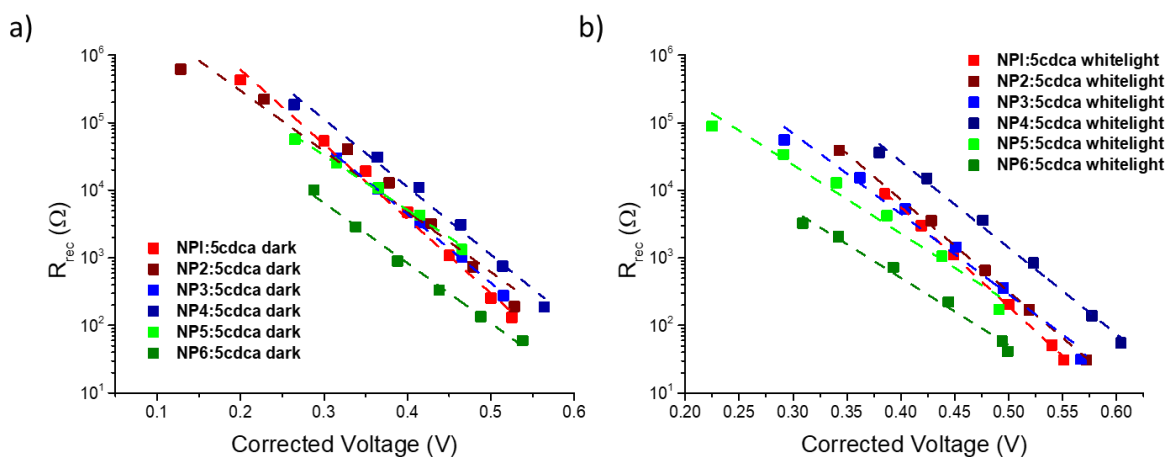 a)
10⁶
10⁵
10⁴
10³
10²
10¹
R_rec (Ω)
NPI:5cdca dark
NP2:5cdca dark
NP3:5cdca dark
NP4:5cdca dark
NP5:5cdca dark
NP6:5cdca dark
0.1 0.2 0.3 0.4 0.5 0.6
Corrected Voltage (V)
b)
10⁶
10⁵
10⁴
10³
10²
10¹
R_rec (Ω)
NPI:5cdca whitelight
NP2:5cdca whitelight
NP3:5cdca whitelight
NP4:5cdca whitelight
NP5:5cdca whitelight
NP6:5cdca whitelight
0.20 0.25 0.30 0.35 0.40 0.45 0.50 0.55 0.60
Corrected Voltage (V)